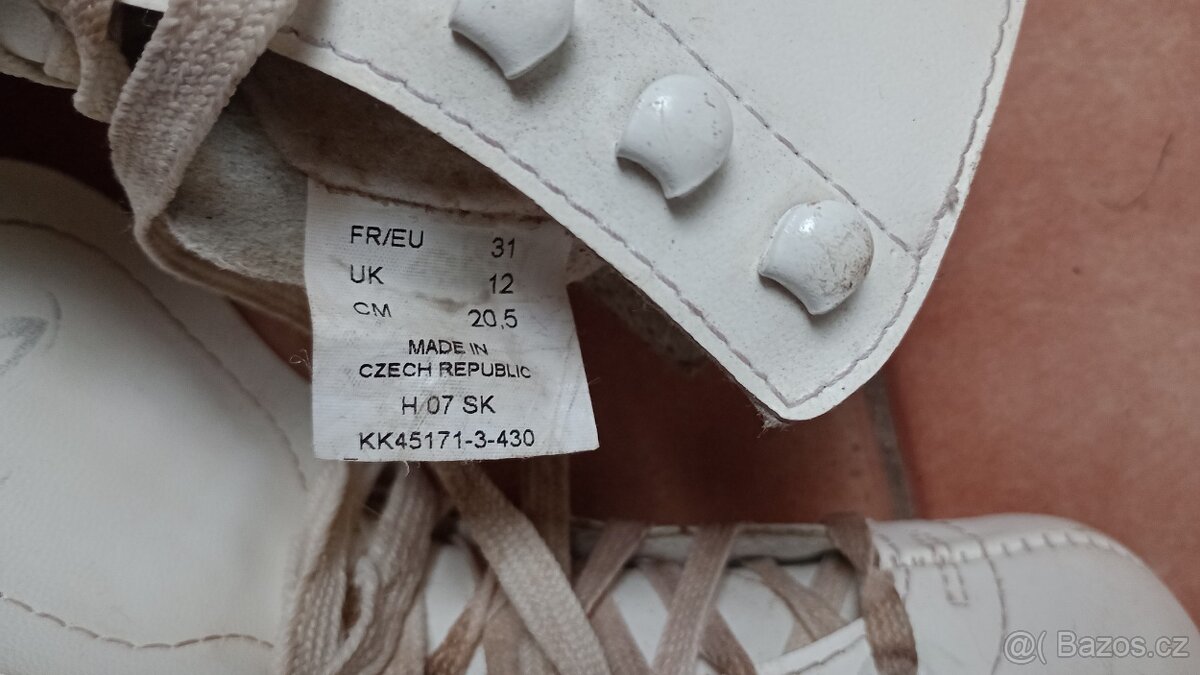 FR/EU 31
UK 12
CM 20,5
MADE IN
CZECH REPUBLIC
H/07 SK
KK45171-3-430
@( Bazos.cz